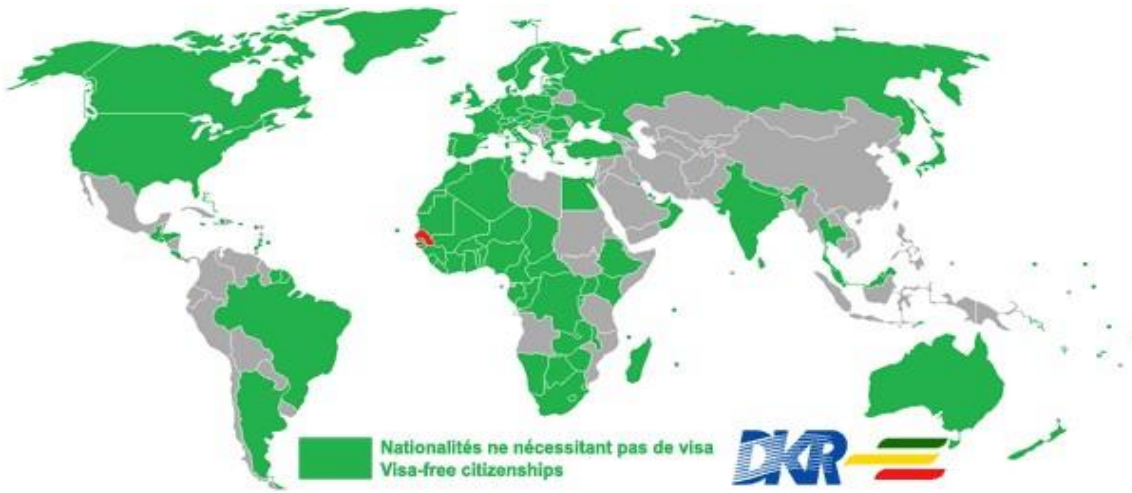 Nationalités ne nécessitant pas de visa
Visa-free citizenships
DKR